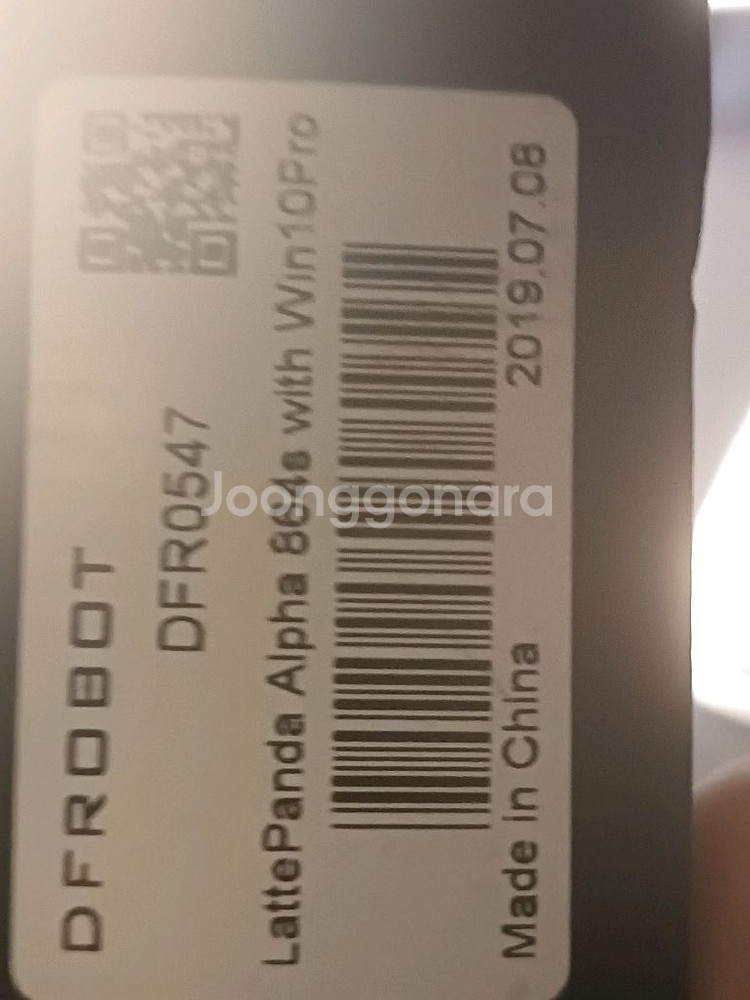 DFROBOT
DFR0547
LattePanda Alpha 864s with Win10Pro
Made in China
2019.07.08
Joonggonara